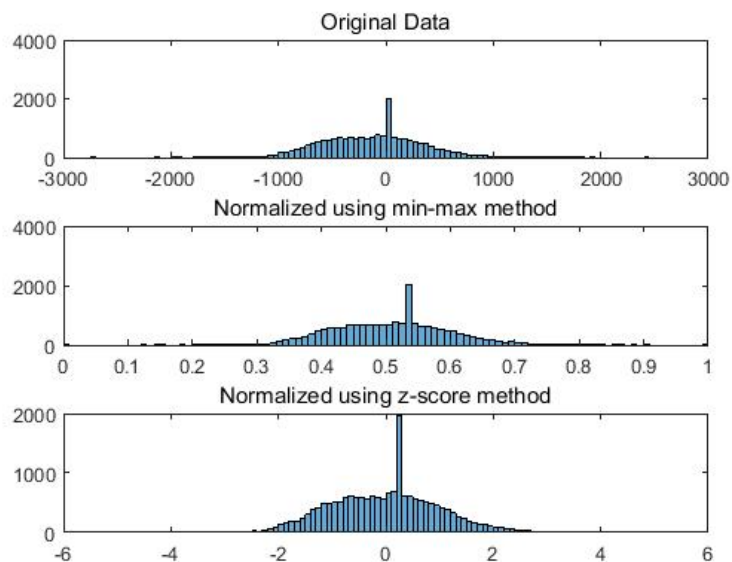 Original Data
4000
2000
0
-3000 -2000 -1000 0 1000 2000 3000
Normalized using min-max method
4000
2000
0
0 0.1 0.2 0.3 0.4 0.5 0.6 0.7 0.8 0.9 1
Normalized using z-score method
2000
1000
0
-6 -4 -2 0 2 4 6